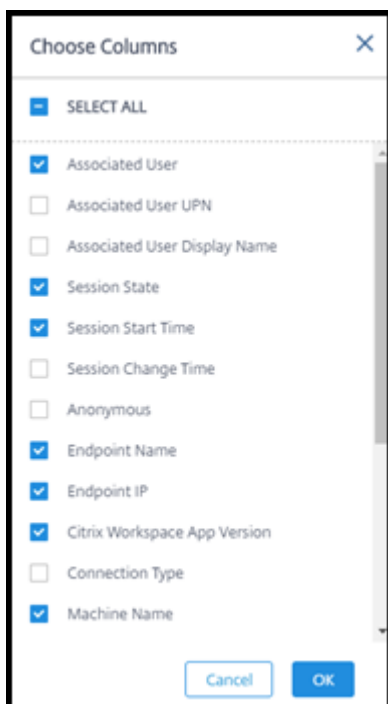 Choose Columns
SELECT ALL
Associated User
Associated User UPN
Associated User Display Name
Session State
Session Start Time
Session Change Time
Anonymous
Endpoint Name
Endpoint IP
Citrix Workspace App Version
Connection Type
Machine Name
Cancel
OK